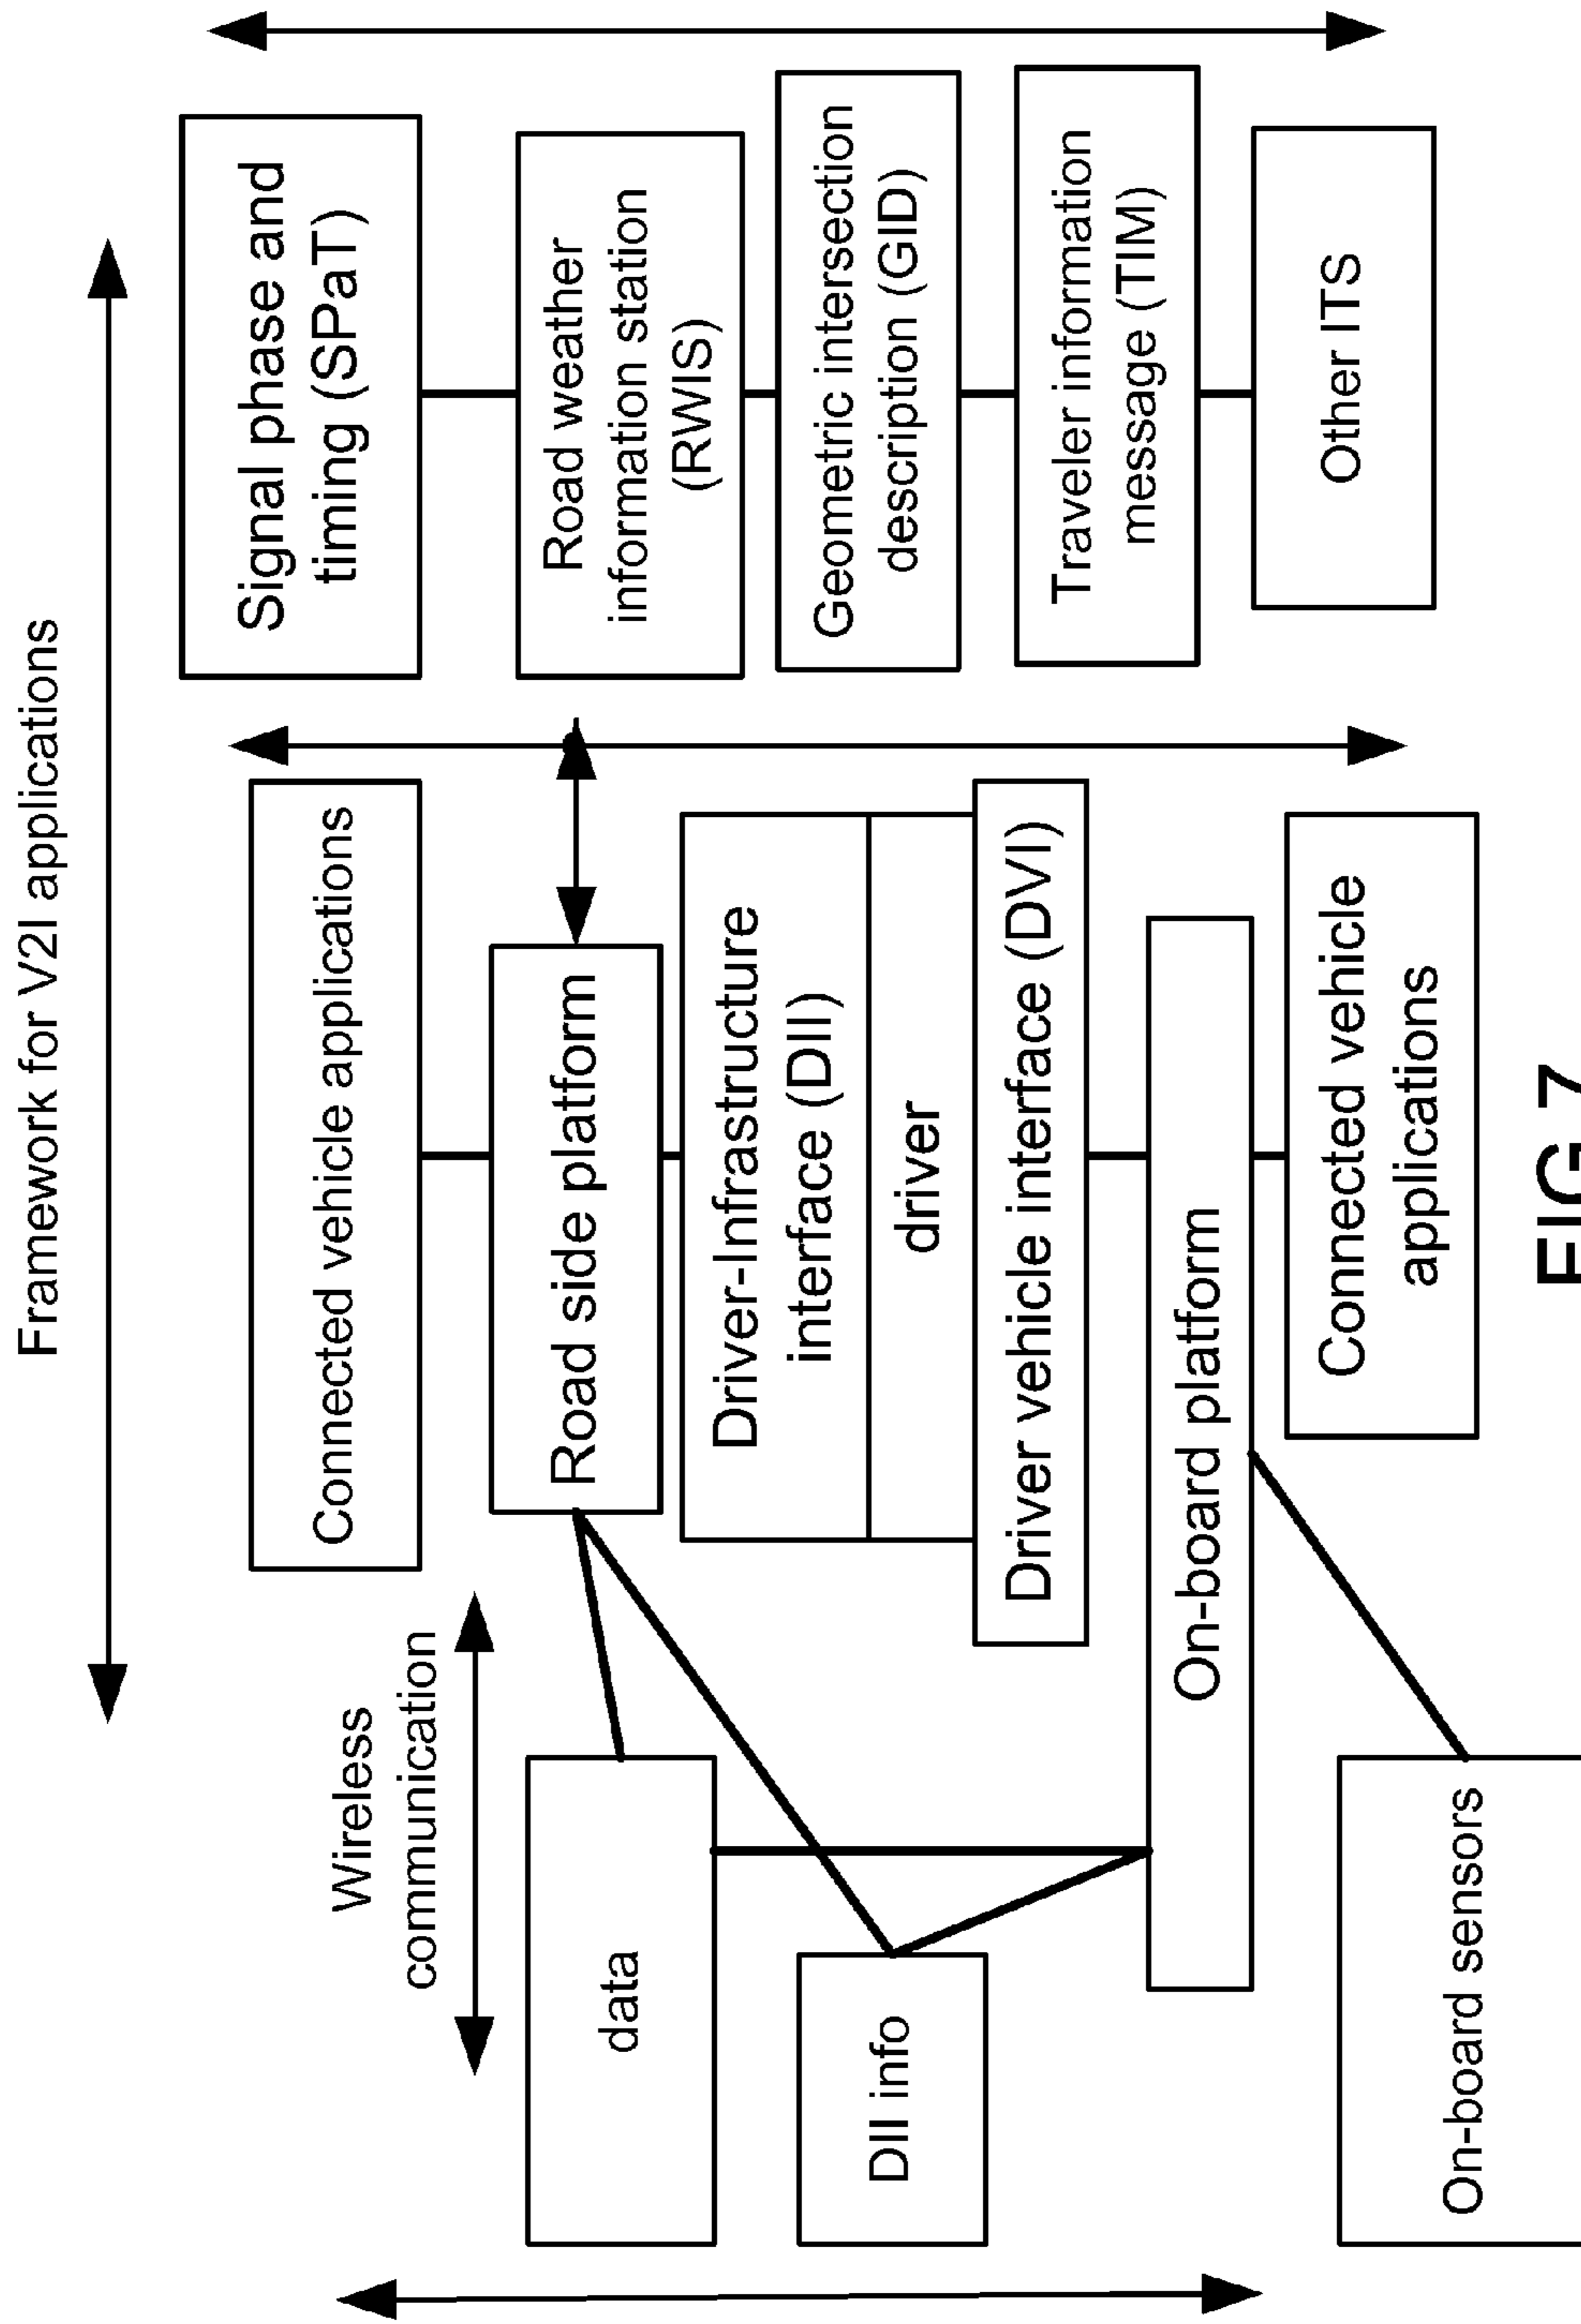 Framework for V2I applications
Wireless
communication
data
DII info
On-board sensors
Connected vehicle applications
Road side platform
Driver-Infrastructure
interface (DII)
driver
Driver vehicle interface (DVI)
On-board platform
Connected vehicle
applications
Signal phase and
timing (SPaT)
Road weather
information station
(RWIS)
Geometric intersection
description (GID)
Traveler information
message (TIM)
Other ITS
FIG 7